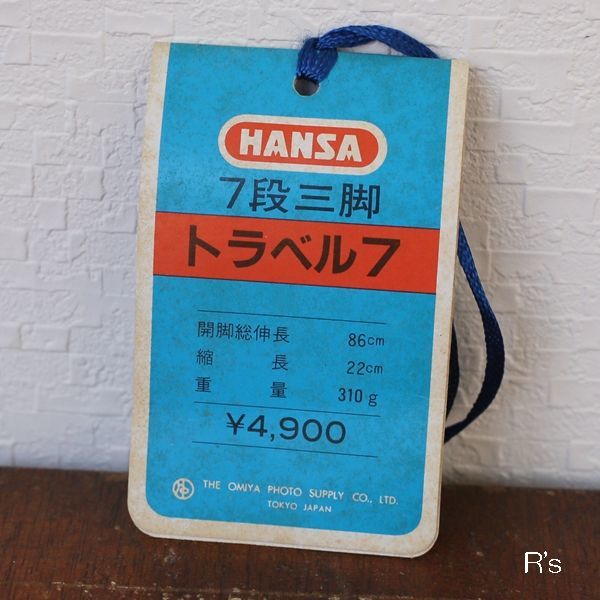 HANSA
7段三脚
トラベル7
開脚総伸長 86cm
縮長 22cm
重量 310g
¥4,900
THE OMIYA PHOTO SUPPLY CO., LTD.
TOKYO JAPAN
R's